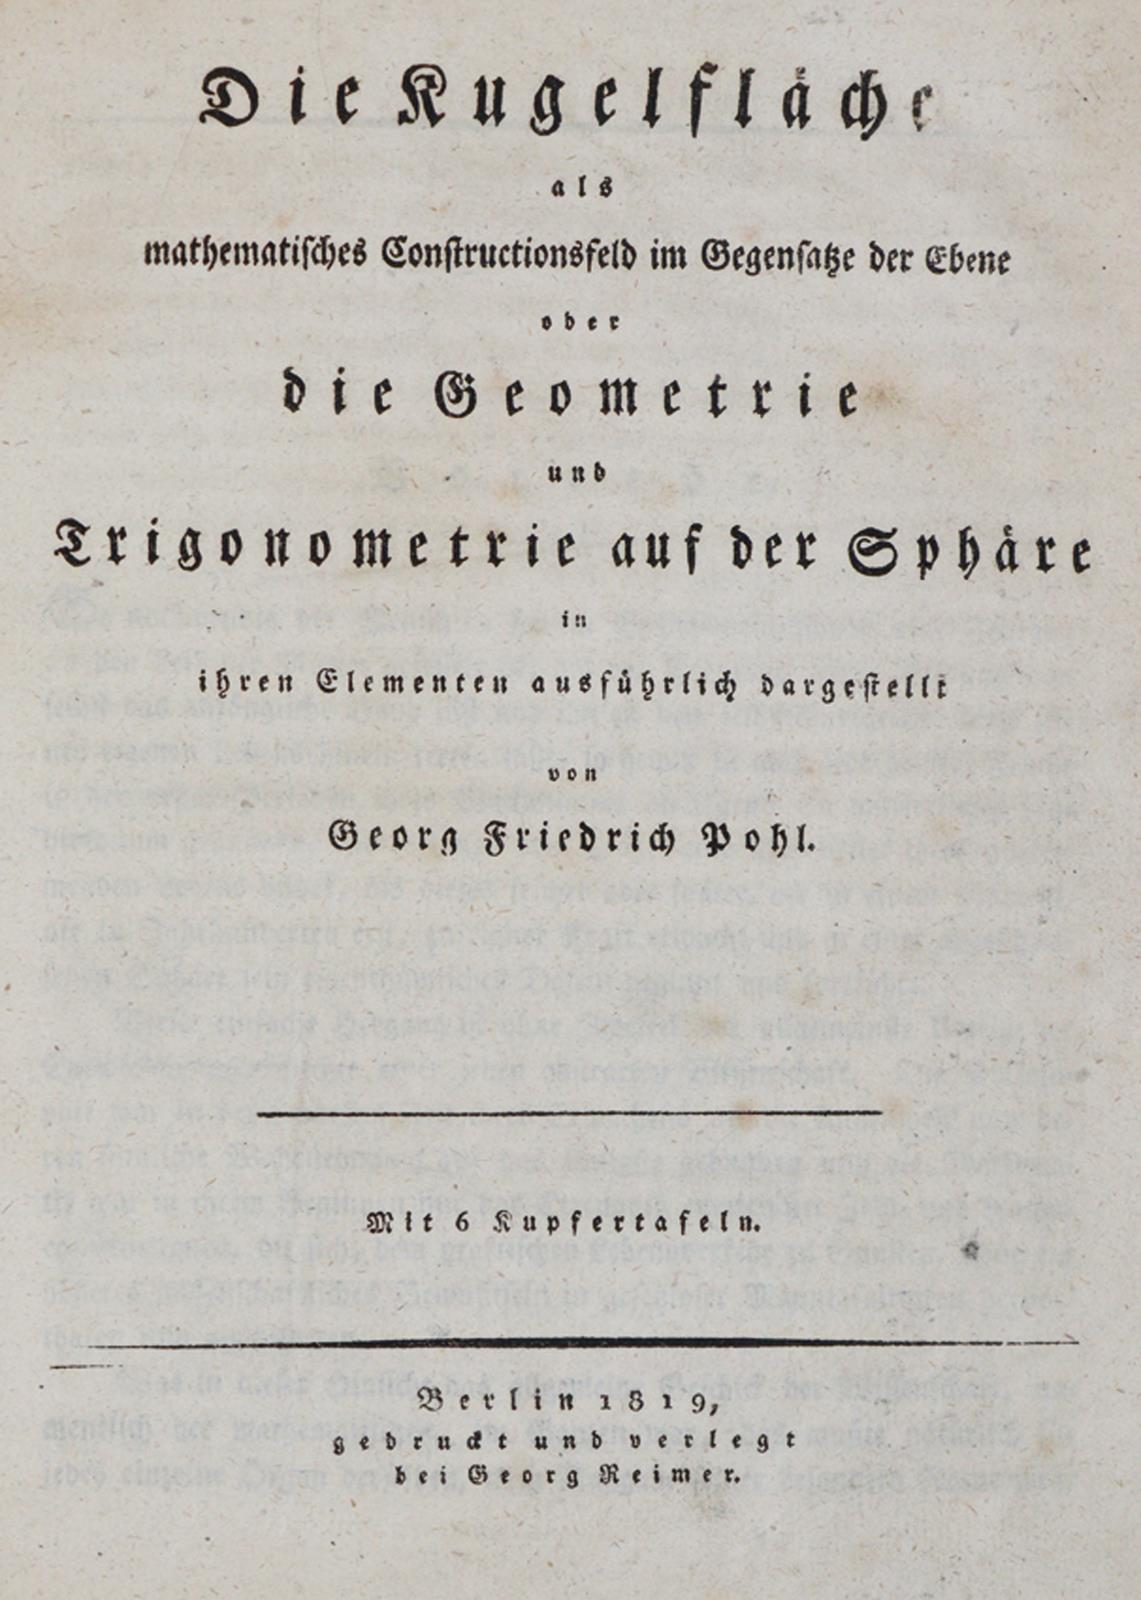 Die Kugelfläche
als
mathematisches Constructionsfeld im Gegensatze der Ebene
oder
die Geometrie
und
Trigonometrie auf der Sphäre
in
ihren Elementen ausführlich dargestellt
von
Georg Friedrich Pohl.
Mit 6 Kupfertafeln.
Berlin 1819,
gedruckt und verlegt
bei Georg Reimer.